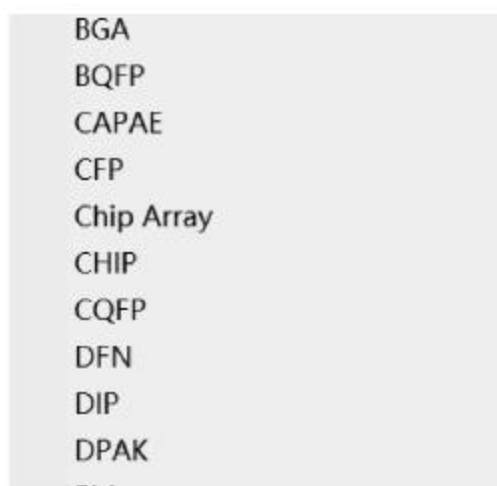 BGA
BQFP
CAPAE
CFP
Chip Array
CHIP
CQFP
DFN
DIP
DPAK